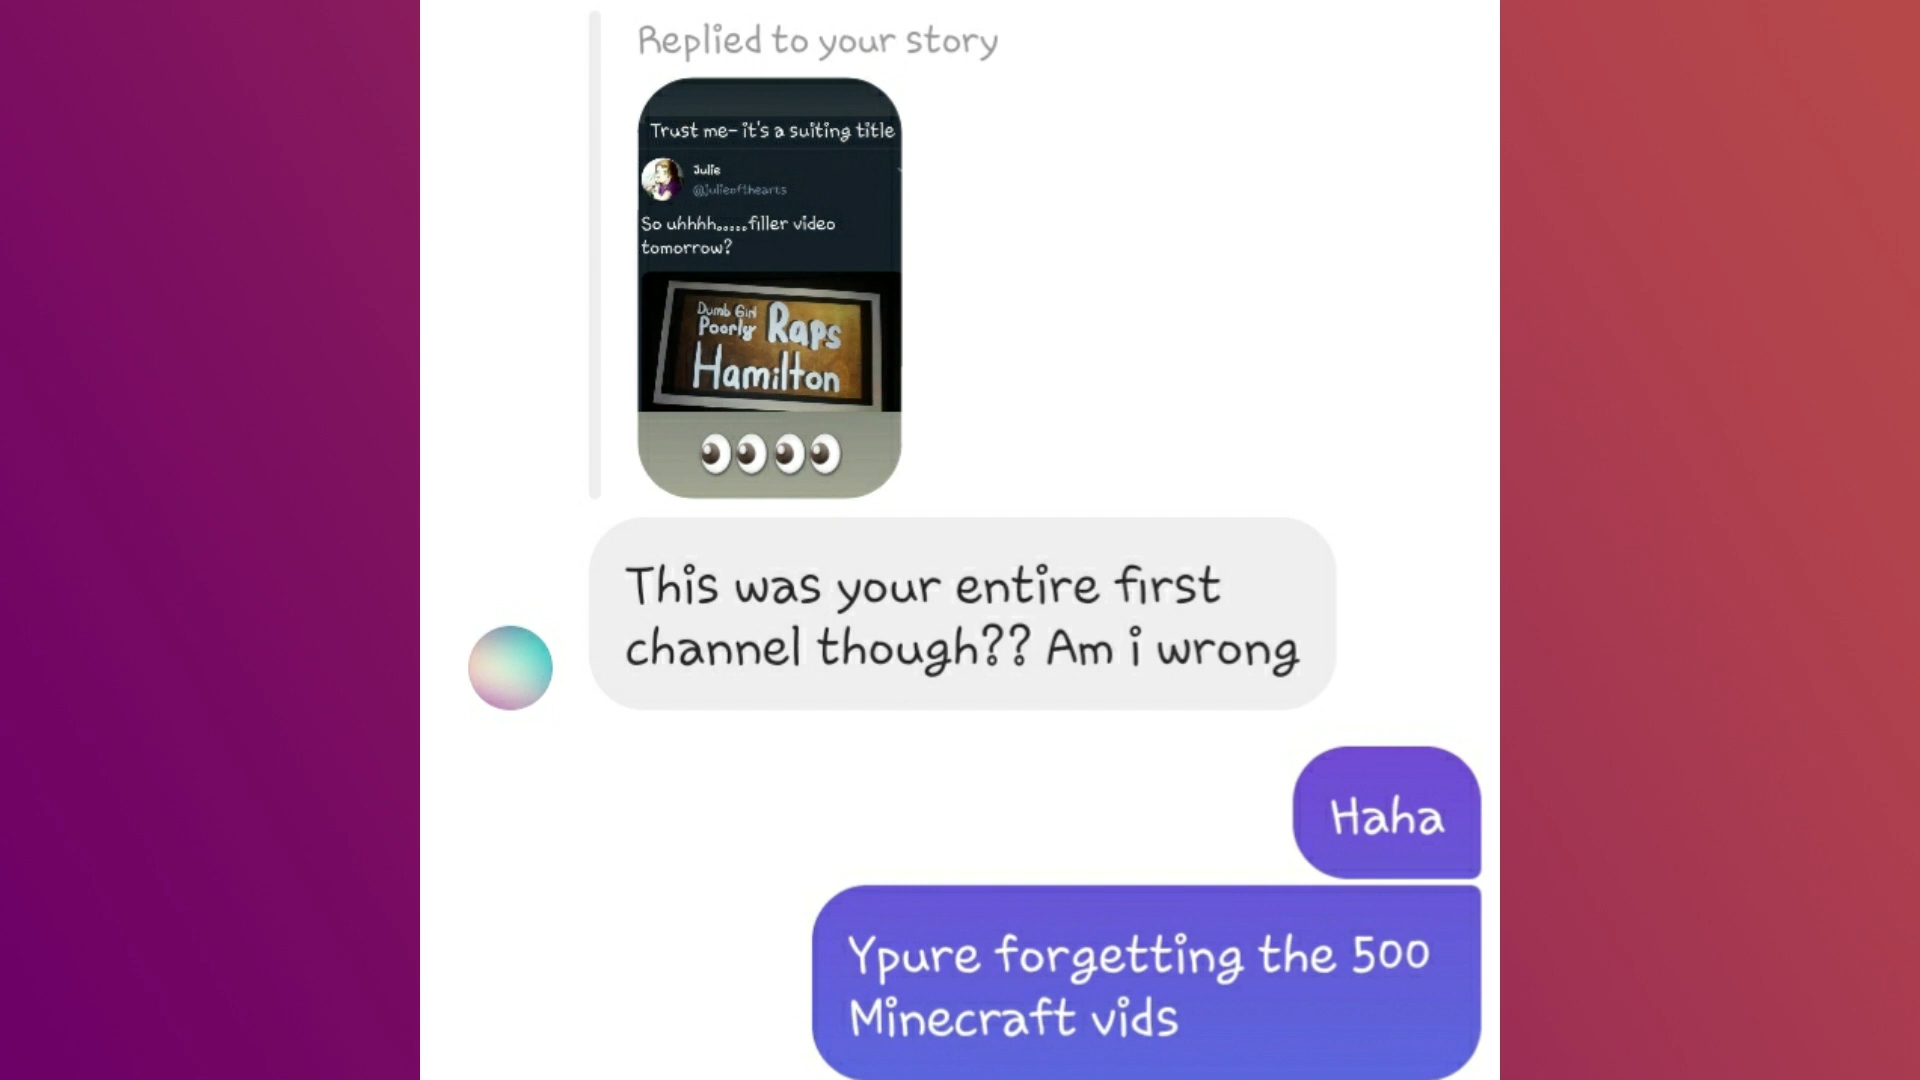 Replied to your story
Trust me- it's a suiting title
Julie
@julieofthearts
So uhhhh.....filler video
tomorrow?
Dumb Girl
Poorly Raps
Hamilton
👀👀
This was your entire first
channel though?? Am i wrong
Haha
Ypure forgetting the 500
Minecraft vids